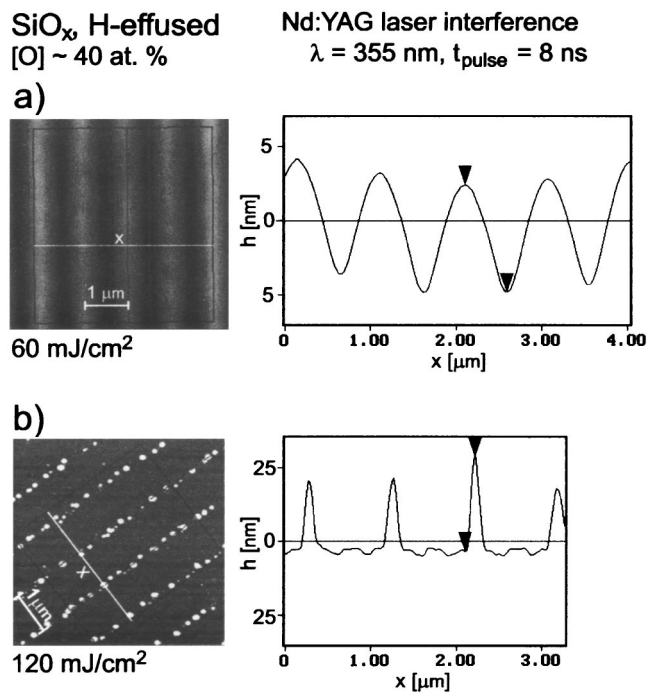 SiOx, H-effused
[O] ~ 40 at. %
Nd:YAG laser interference
λ = 355 nm, tpulse = 8 ns
a)
x
1 μm
60 mJ/cm²
h [nm]
5
0
5
0 1.00 2.00 3.00 4.00
x [μm]
b)
x
1μm
120 mJ/cm²
h [nm]
25
0
25
0 1.00 2.00 3.00
x [μm]